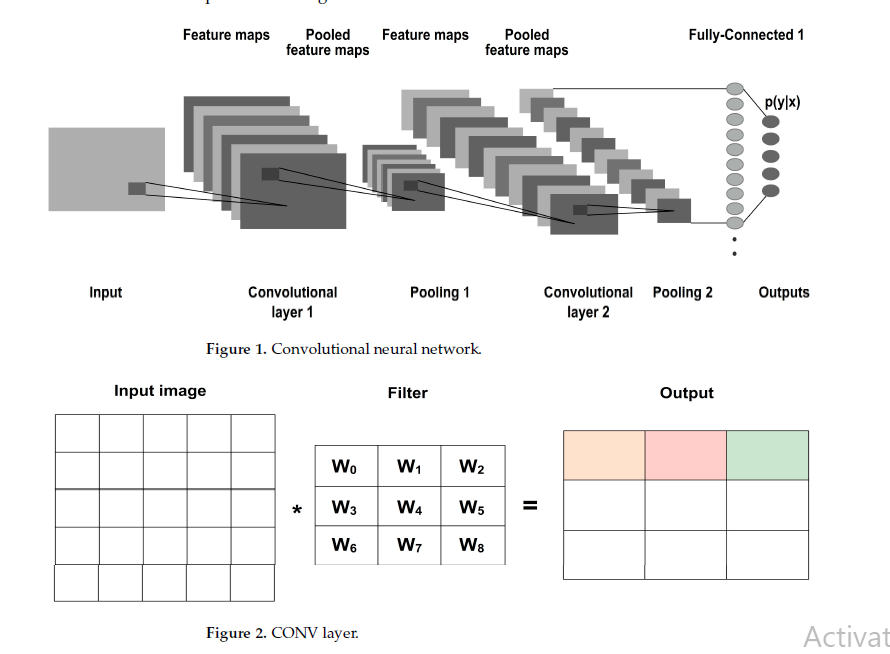 Feature maps Pooled feature maps Feature maps Pooled feature maps Fully-Connected 1
p(y|x)
Input Convolutional layer 1 Pooling 1 Convolutional layer 2 Pooling 2 Outputs
Figure 1. Convolutional neural network.
Input image Filter Output
W₀ W₁ W₂
W₃ W₄ W₅
* =
W₆ W₇ W₈
Figure 2. CONV layer.
Activat